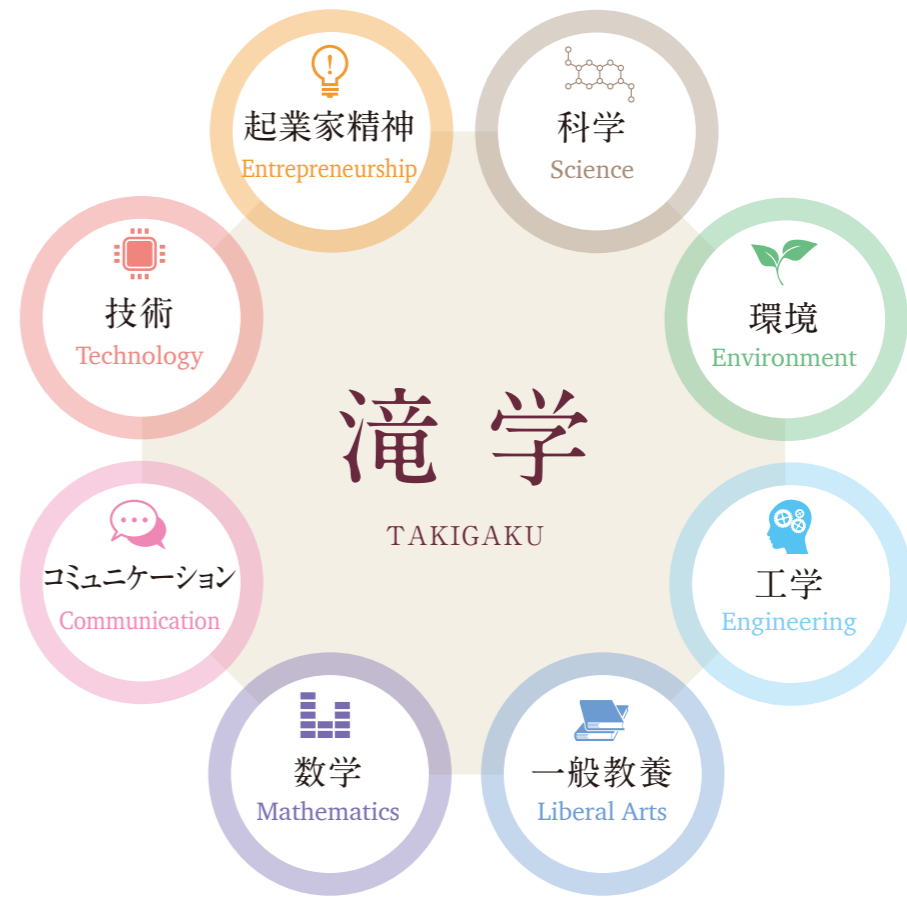 起業家精神
Entrepreneurship
科学
Science
技術
Technology
環境
Environment
滝学
TAKIGAKU
コミュニケーション
Communication
工学
Engineering
数学
Mathematics
一般教養
Liberal Arts